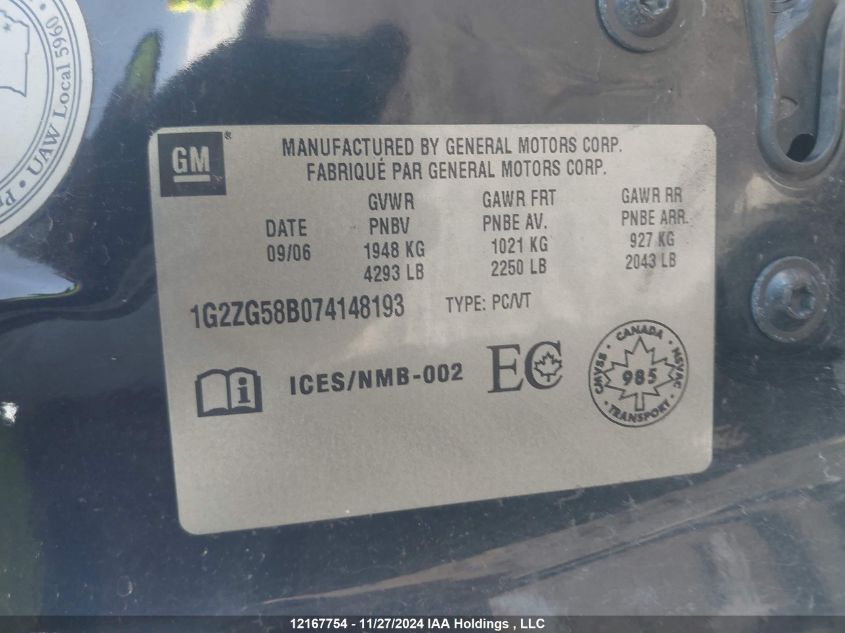 UAW Local 5960
GM ®
MANUFACTURED BY GENERAL MOTORS CORP.
FABRIQUÉ PAR GENERAL MOTORS CORP.
GVWR GAWR FRT GAWR RR
DATE PNBV PNBE AV. PNBE ARR.
09/06 1948 KG 1021 KG 927 KG
4293 LB 2250 LB 2043 LB
1G2ZG58B074148193 TYPE: PC/VT
i ICES/NMB-002 EC
CANADA
CMVSS 985 NSVAC
TRANSPORT
12167754 - 11/27/2024 IAA Holdings , LLC